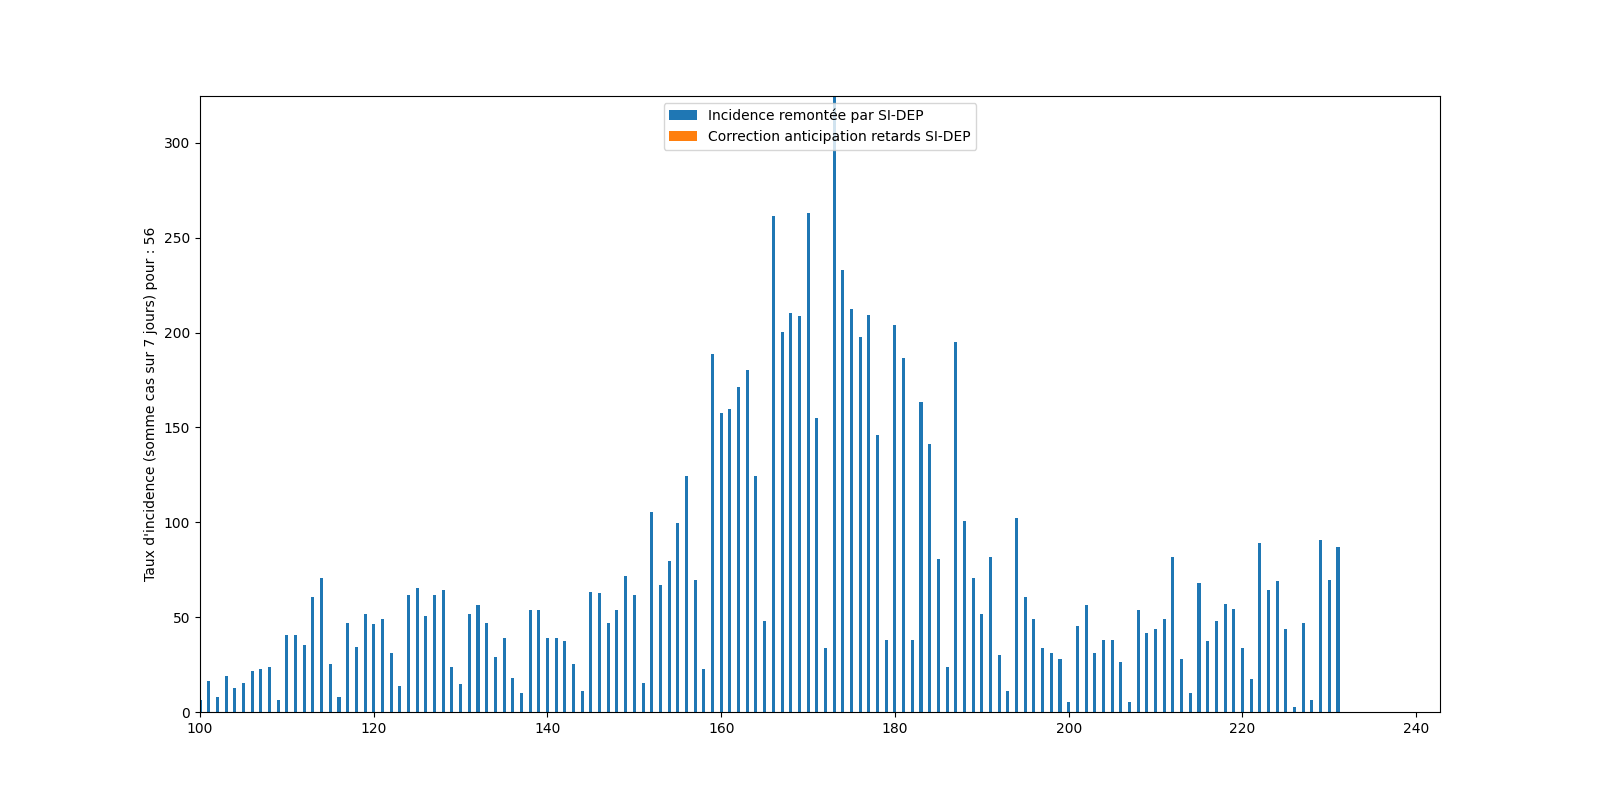 Incidence remontée par SI-DEP
Correction anticipation retards SI-DEP
Taux d'incidence (somme cas sur 7 jours) pour : 56
300
250
200
150
100
50
0
100 120 140 160 180 200 220 240